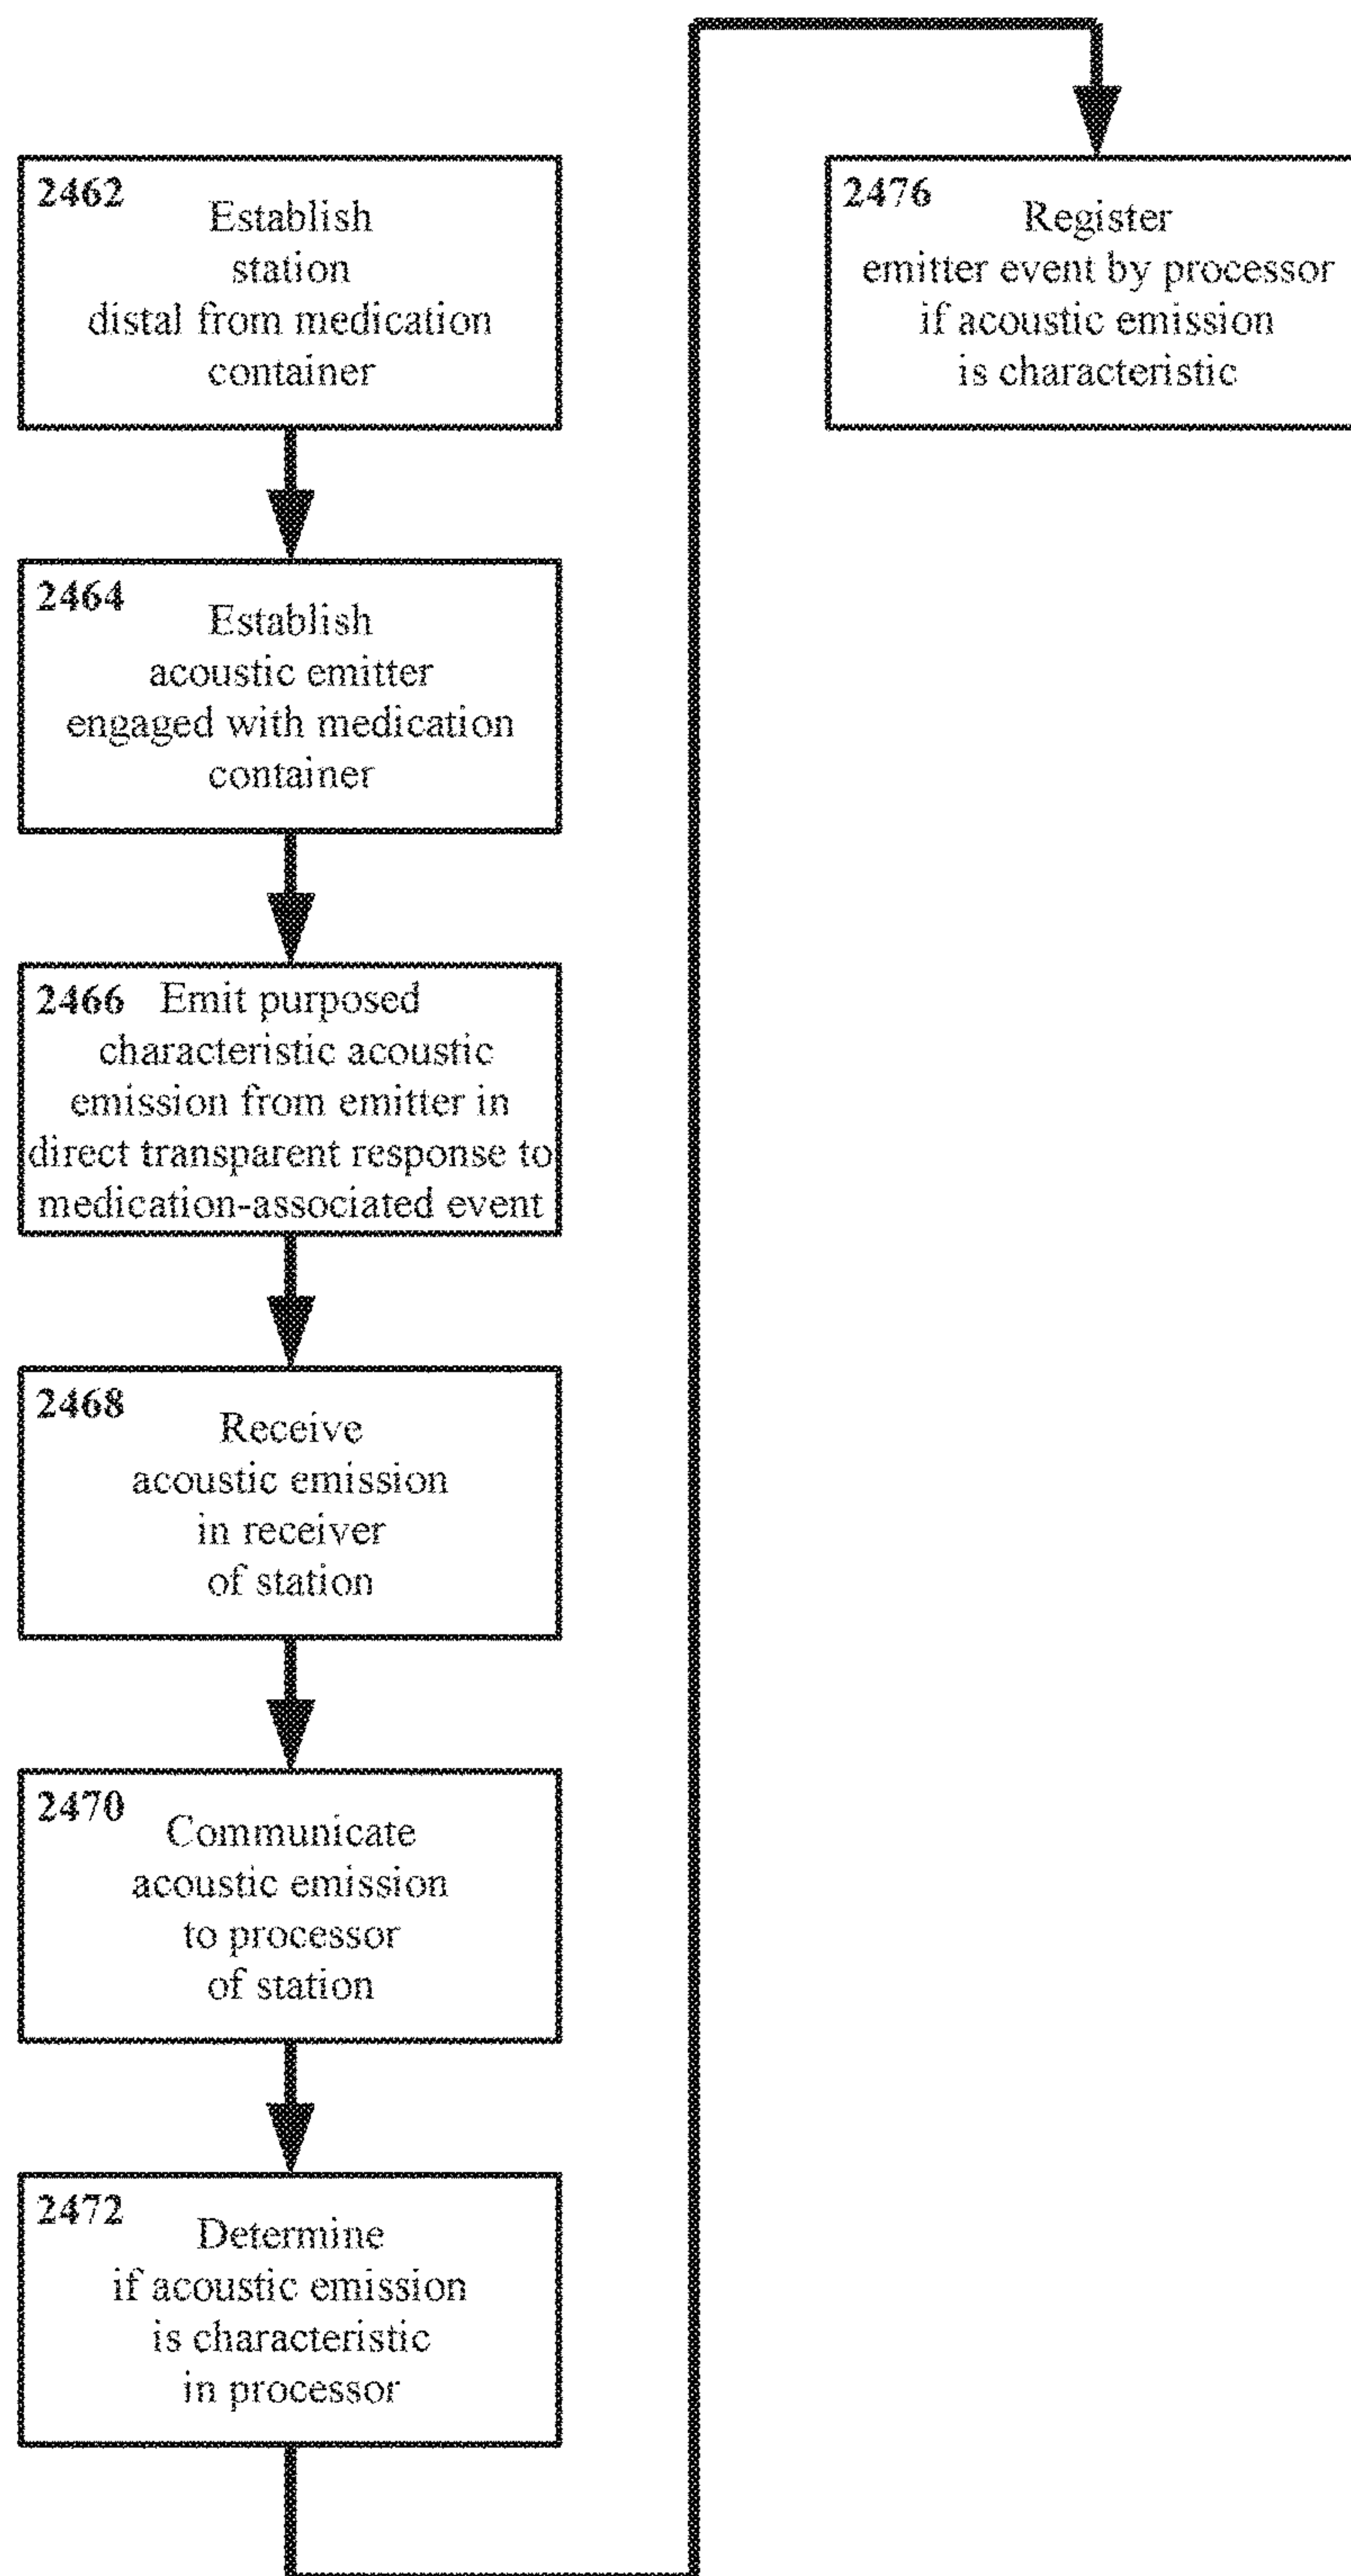 2462
Establish
station
distal from medication
container
2464
Establish
acoustic emitter
engaged with medication
container
2466 Emit purposed
characteristic acoustic
emission from emitter in
direct transparent response to
medication-associated event
2468
Receive
acoustic emission
in receiver
of station
2470
Communicate
acoustic emission
to processor
of station
2472
Determine
if acoustic emission
is characteristic
in processor
2476
Register
emitter event by processor
if acoustic emission
is characteristic